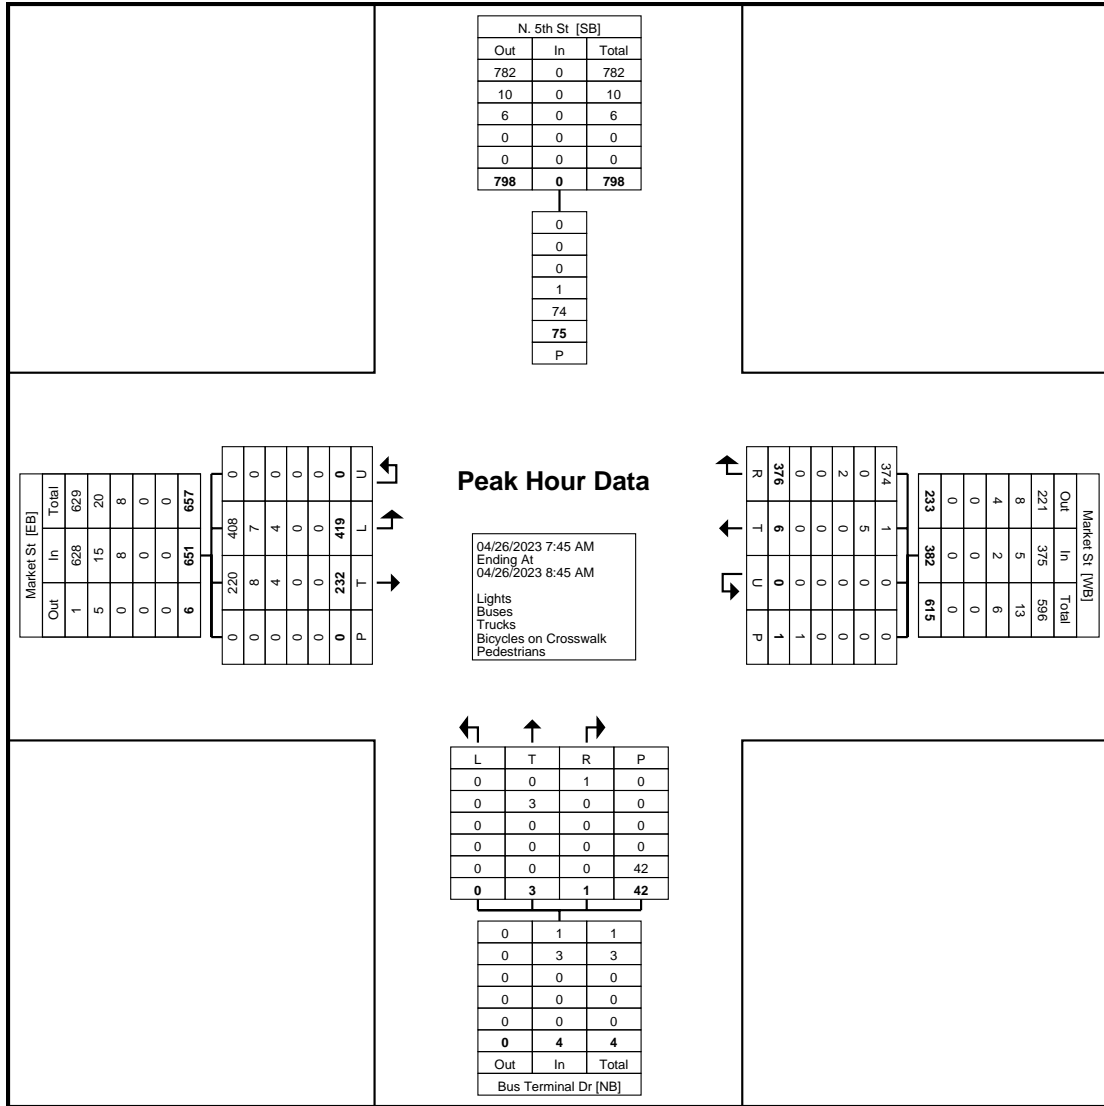 N. 5th St [SB]
Out In Total
782 0 782
10 0 10
6 0 6
0 0 0
0 0 0
798 0 798
0
0
0
1
74
75
P
Market St [EB]
Total 629 20 8 0 0 657
In 628 15 8 0 0 651
Out 1 5 0 0 0 6
0 0 0 0 0 0 U
408 7 4 0 0 419 L
220 8 4 0 0 232 T
0 0 0 0 0 0 P
Peak Hour Data
04/26/2023 7:45 AM
Ending At
04/26/2023 8:45 AM
Lights
Buses
Trucks
Bicycles on Crosswalk
Pedestrians
R 376 0 0 2 0 374
T 6 0 0 0 5 1
U 0 0 0 0 0 0
P 1 1 0 0 0 0
Market St [WB]
Out 221 8 4 0 0 233
In 375 5 2 0 0 382
Total 596 13 6 0 0 615
L T R P
0 0 1 0
0 3 0 0
0 0 0 0
0 0 0 0
0 0 0 42
0 3 1 42
0 1 1
0 3 3
0 0 0
0 0 0
0 0 0
0 4 4
Out In Total
Bus Terminal Dr [NB]